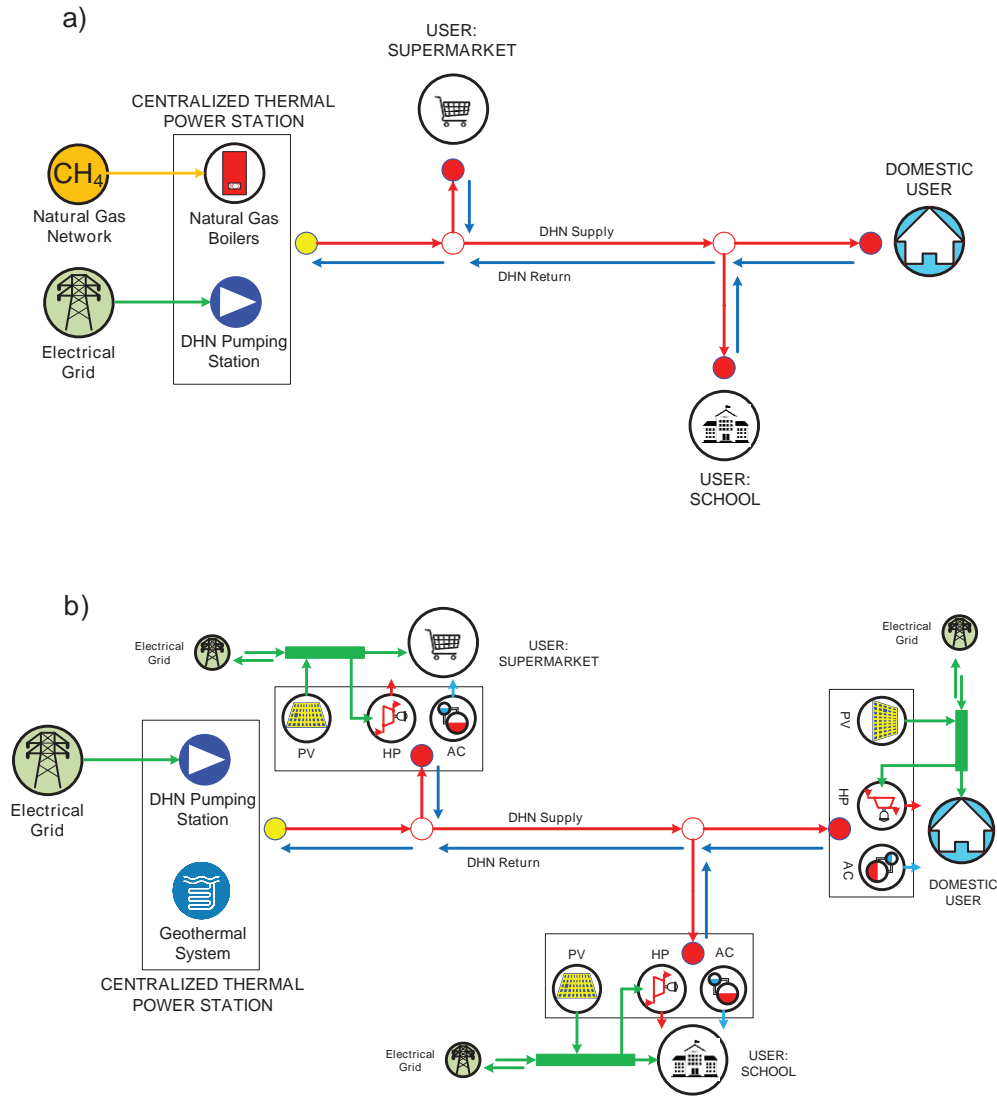 a)
USER:
SUPERMARKET
CENTRALIZED THERMAL
POWER STATION
CH4
Natural Gas
Network
Natural Gas
Boilers
DOMESTIC
USER
DHN Supply
DHN Return
Electrical
Grid
DHN Pumping
Station
USER:
SCHOOL
b)
Electrical
Grid
USER:
SUPERMARKET
PV
HP
AC
Electrical
Grid
PV
HP
AC
DOMESTIC
USER
Electrical
Grid
DHN Pumping
Station
DHN Supply
DHN Return
Geothermal
System
CENTRALIZED THERMAL
POWER STATION
PV
HP
AC
Electrical
Grid
USER:
SCHOOL